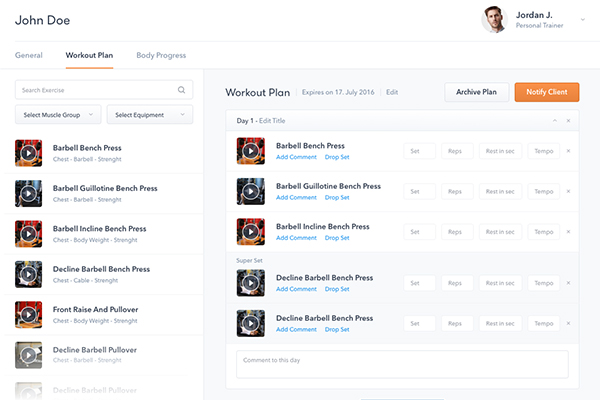 John Doe
Jordan J.
Personal Trainer
General
Workout Plan
Body Progress
Search Exercise
Select Muscle Group
Select Equipment
Barbell Bench Press
Chest - Barbell - Strenght
Barbell Guillotine Bench Press
Chest - Barbell - Strenght
Barbell Incline Bench Press
Chest - Body Weight - Strenght
Decline Barbell Bench Press
Chest - Cable - Strenght
Front Raise And Pullover
Chest - Body Weight - Strenght
Decline Barbell Pullover
Chest - Barbell - Strenght
Decline Barbell Pullover
Workout Plan
Expires on 17. July 2016
Edit
Archive Plan
Notify Client
Day 1 - Edit Title
Barbell Bench Press
Add Comment Drop Set
Set Reps Rest in sec Tempo
Barbell Guillotine Bench Press
Add Comment Drop Set
Set Reps Rest in sec Tempo
Barbell Incline Bench Press
Add Comment Drop Set
Set Reps Rest in sec Tempo
Super Set
Decline Barbell Bench Press
Add Comment Drop Set
Set Reps Rest in sec Tempo
Decline Barbell Bench Press
Add Comment Drop Set
Set Reps Rest in sec Tempo
Comment to this day